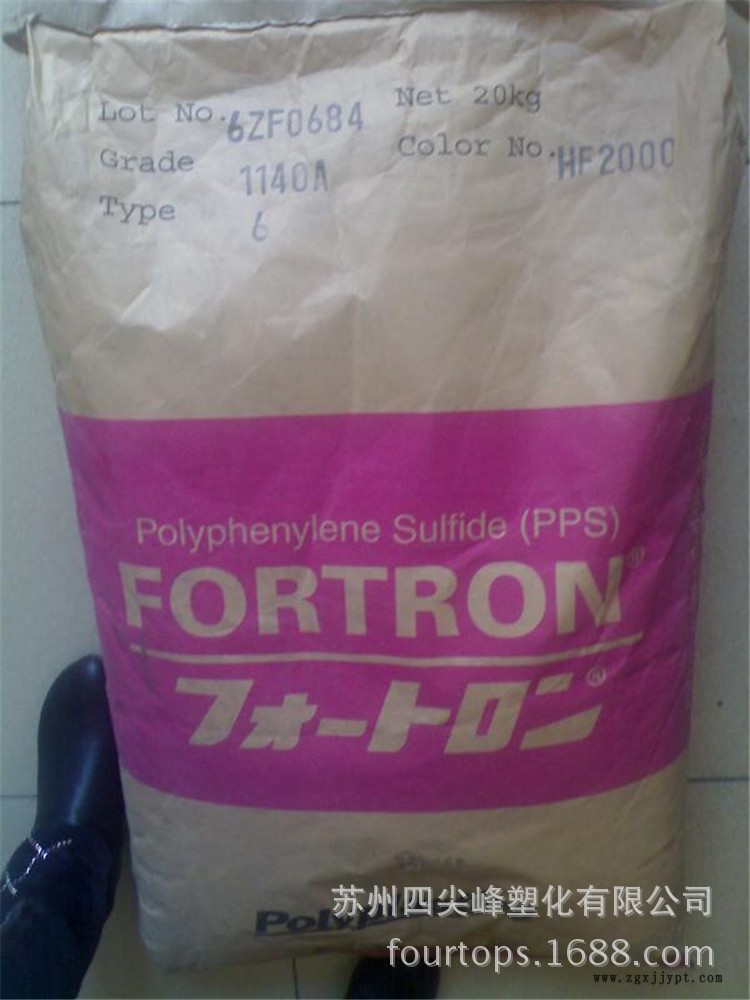 Lot No. 6ZF0684 Net 20kg
Grade 1140A Color No. HF2000
Type 6
Polyphenylene Sulfide (PPS)
FORTRON®
フォートロン®
苏州四尖峰塑化有限公司
fourtops.1688.com
www.zgxjjypt.com